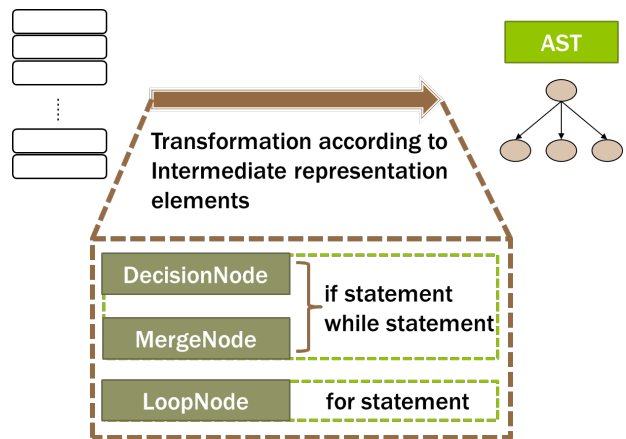 AST
Transformation according to
Intermediate representation
elements
DecisionNode
if statement
while statement
MergeNode
LoopNode
for statement